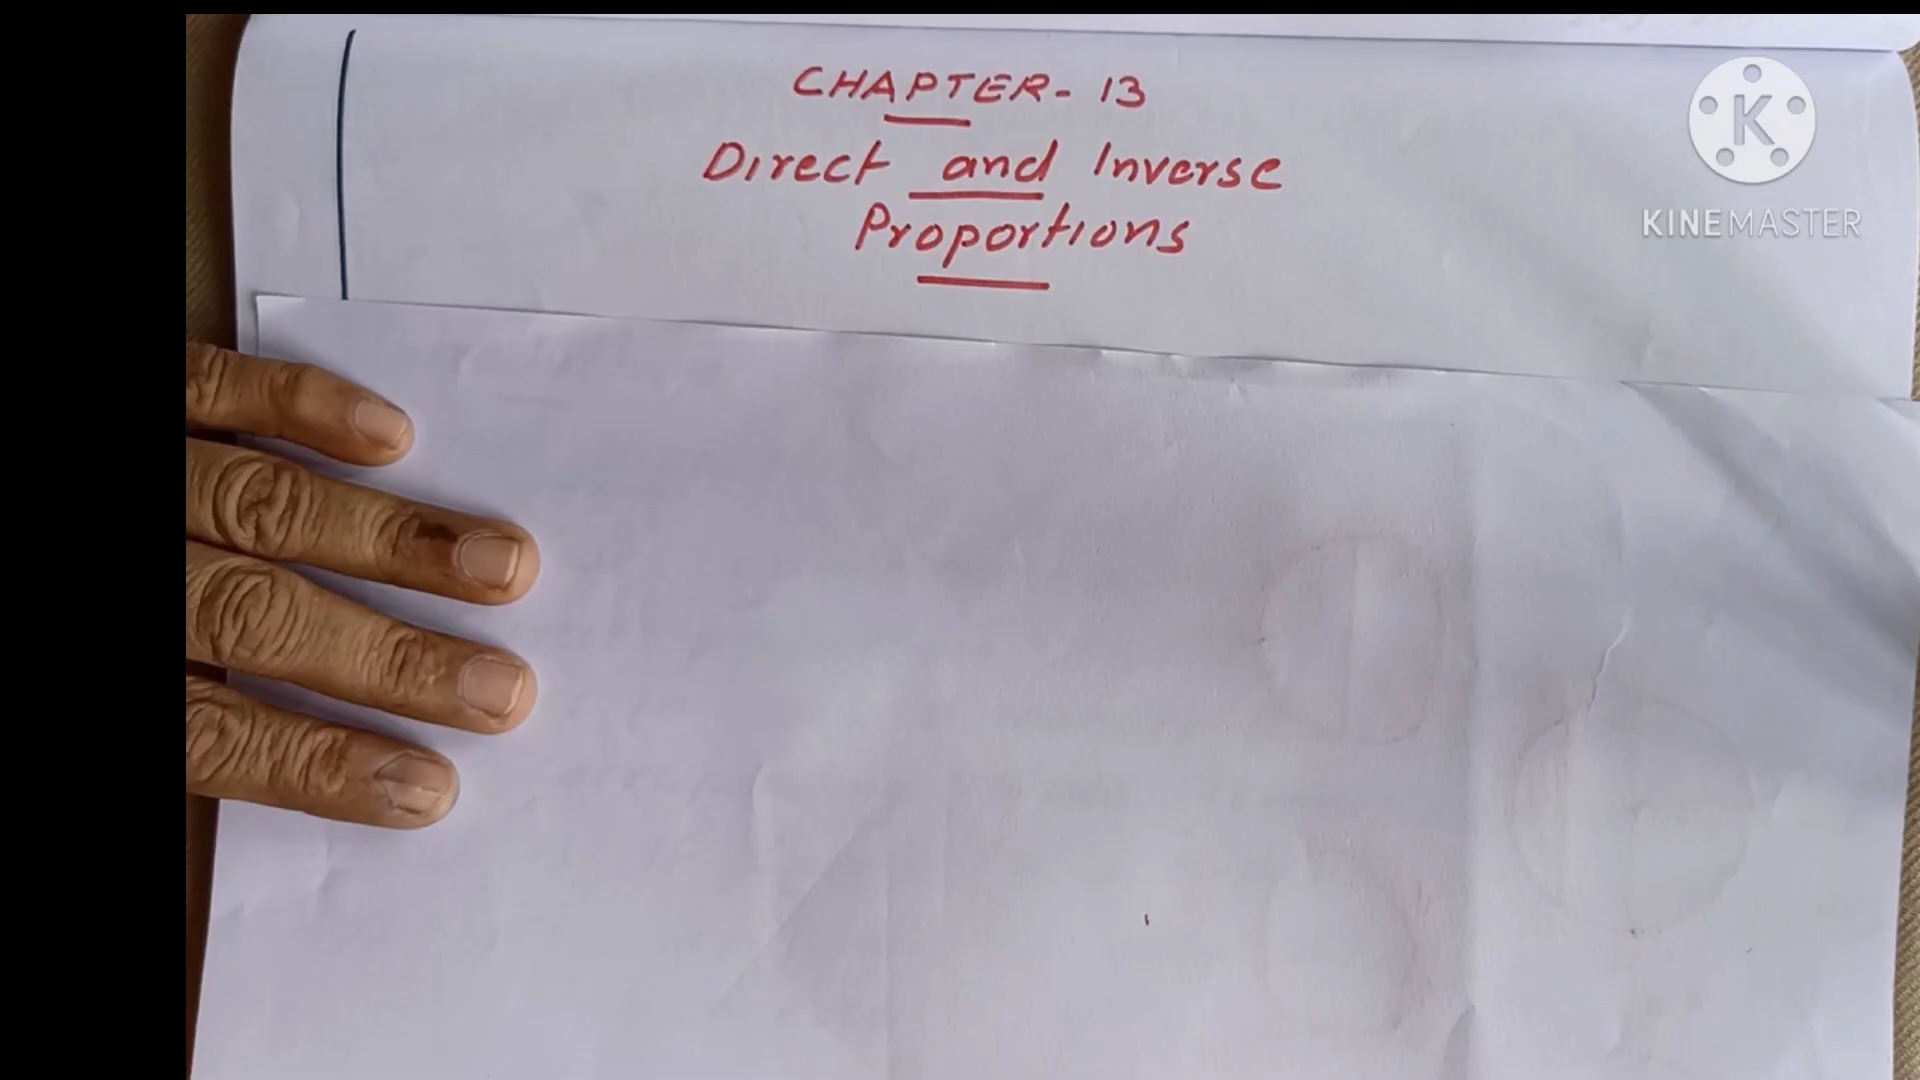 CHAPTER- 13
Direct and Inverse
Proportions
K
KINEMASTER